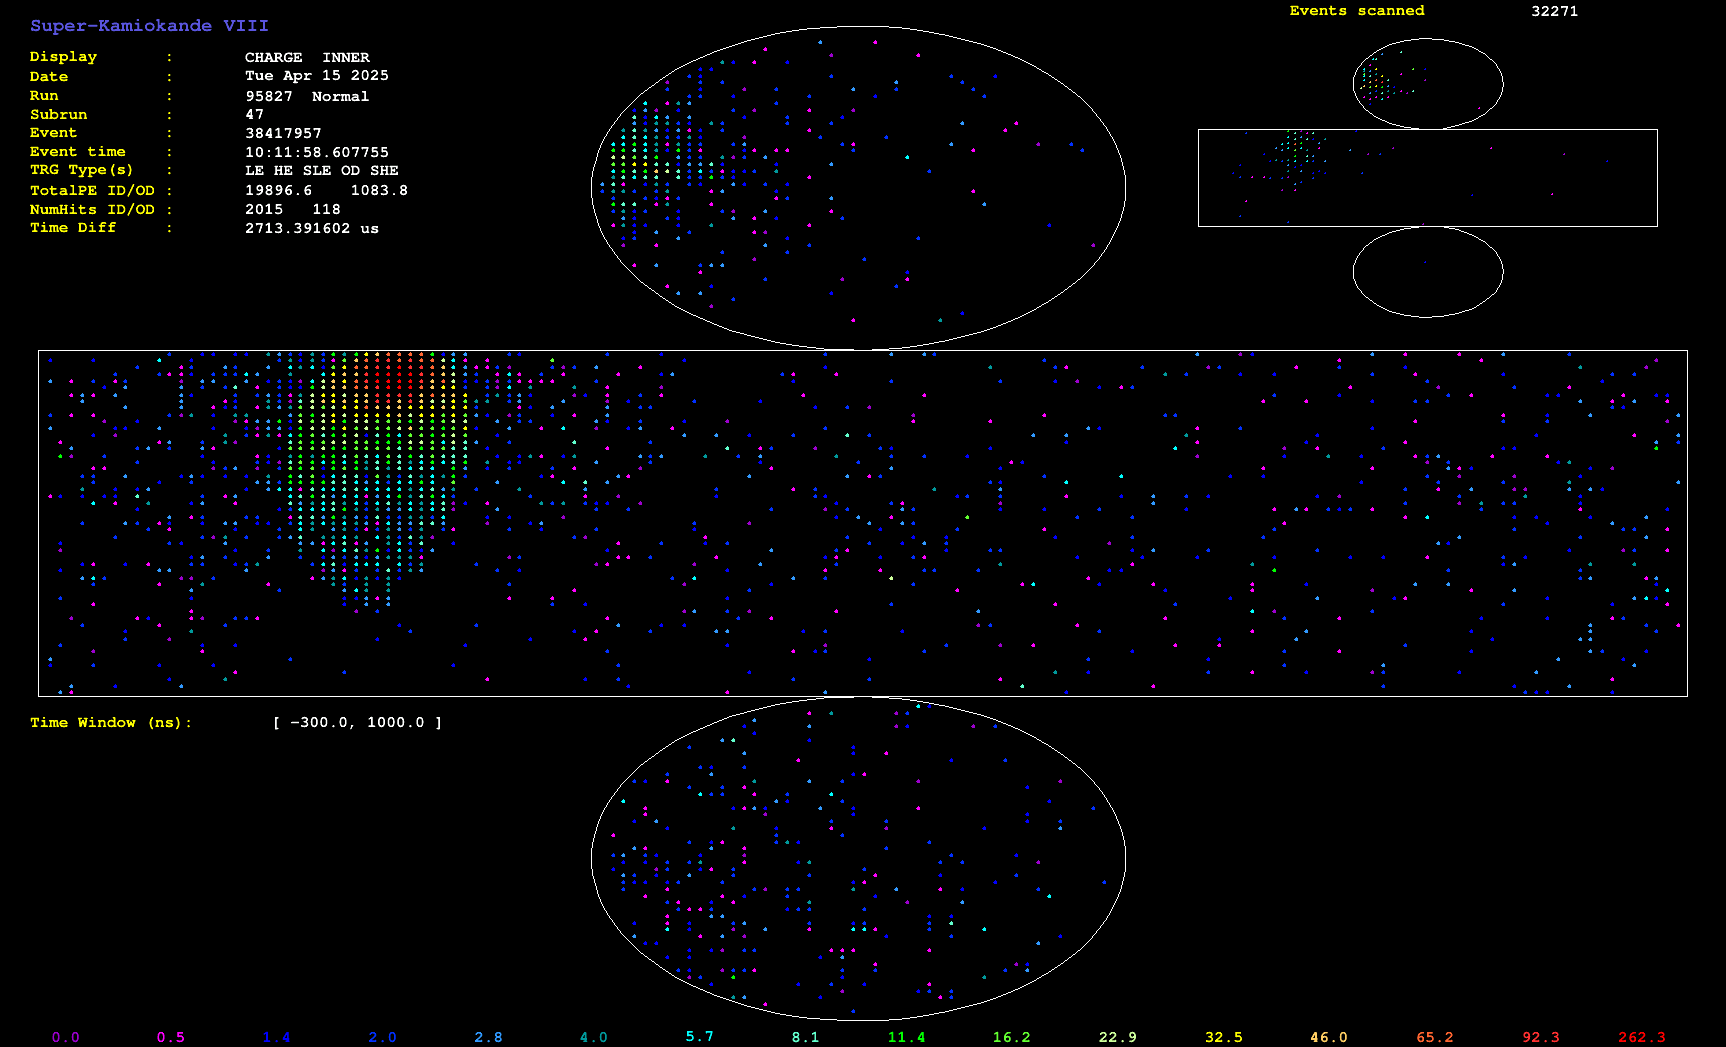 Super-Kamiokande VIII
Events scanned 32271
Display : CHARGE INNER
Date : Tue Apr 15 2025
Run : 95827 Normal
Subrun : 47
Event : 38417957
Event time : 10:11:58.607755
TRG Type(s) : LE HE SLE OD SHE
TotalPE ID/OD : 19896.6 1083.8
NumHits ID/OD : 2015 118
Time Diff : 2713.391602 us
Time Window (ns): [ -300.0, 1000.0 ]
0.0 0.5 1.4 2.0 2.8 4.0 5.7 8.1 11.4 16.2 22.9 32.5 46.0 65.2 92.3 262.3